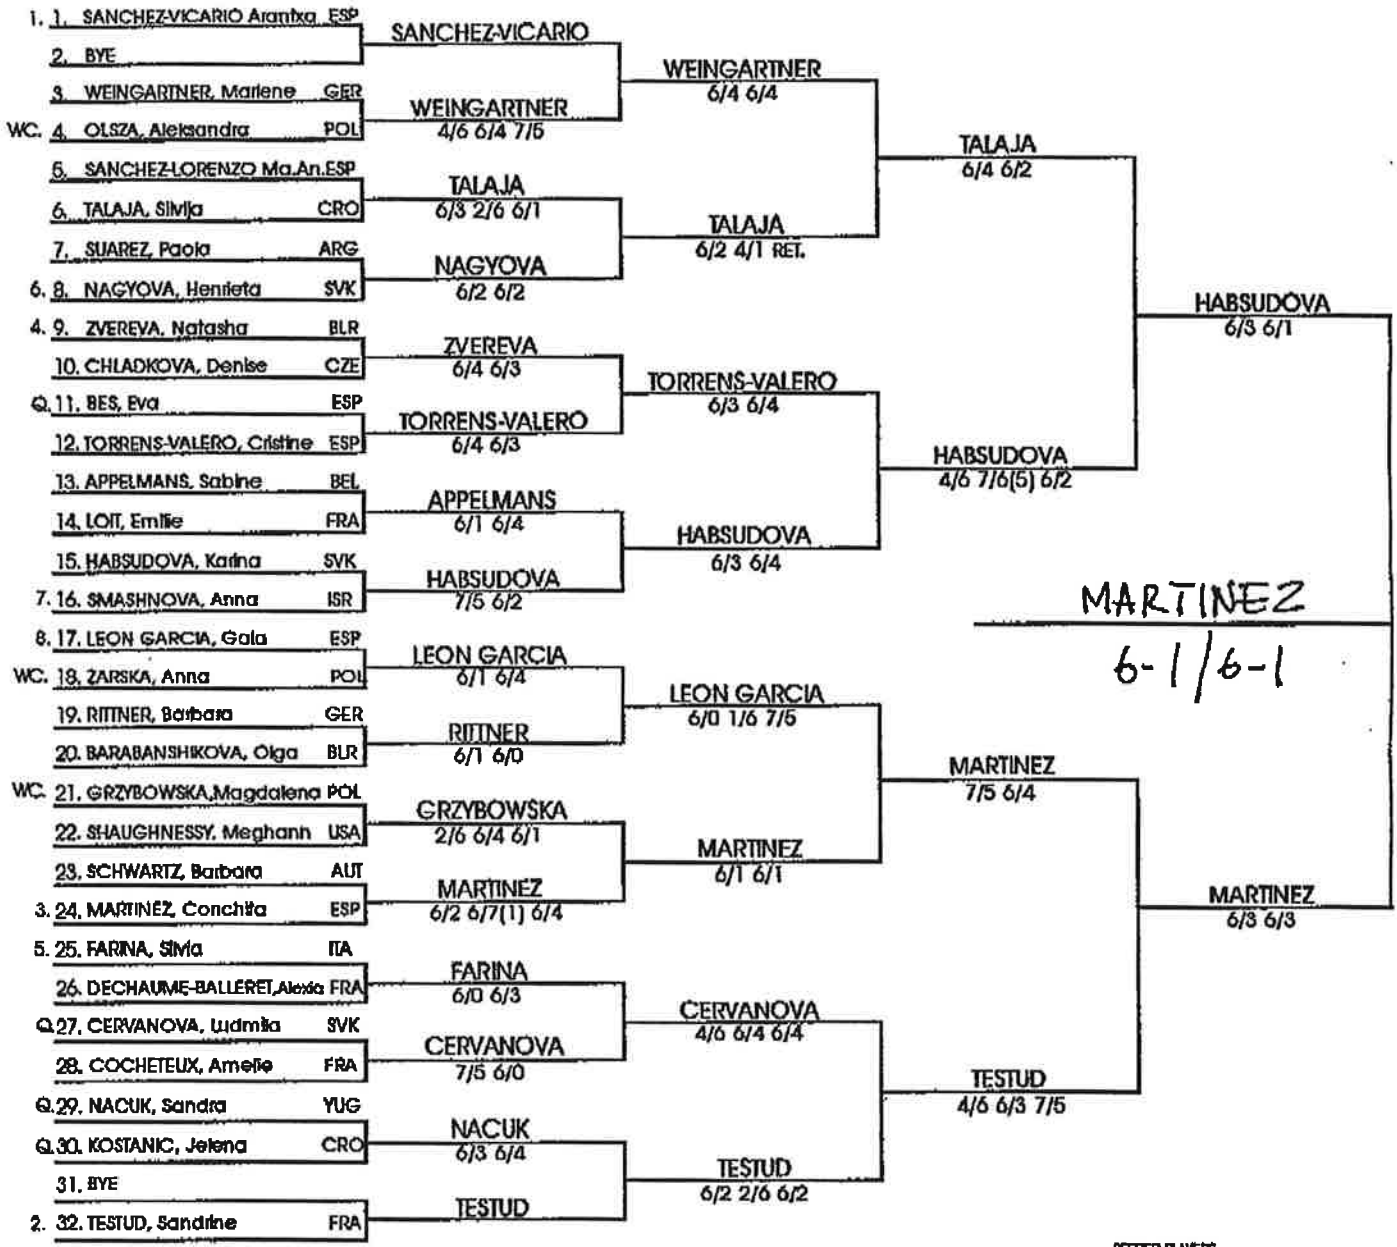 1. 1. SANCHEZ-VICARIO Arantxa ESP
2. BYE
3. WEINGARTNER, Marlene GER
WC. 4. OLSZA, Aleksandra POL
5. SANCHEZ-LORENZO Ma.An. ESP
6. TALAJA, Silvija CRO
7. SUAREZ, Paola ARG
6. 8. NAGYOVA, Henrieta SVK
4. 9. ZVEREVA, Natasha BLR
10. CHLADKOVA, Denise CZE
Q. 11. BES, Eva ESP
12. TORRENS-VALERO, Cristine ESP
13. APPELMANS, Sabine BEL
14. LOIT, Emilie FRA
15. HABSUDOVA, Karina SVK
7. 16. SMASHNOVA, Anna ISR
8. 17. LEON GARCIA, Gala ESP
WC. 18. ZARSKA, Anna POL
19. RITTNER, Barbara GER
20. BARABANSHIKOVA, Olga BLR
WC. 21. GRZYBOWSKA, Magdalena POL
22. SHAUGHNESSY, Meghann USA
23. SCHWARTZ, Barbara AUT
3. 24. MARTINEZ, Conchita ESP
5. 25. FARINA, Silvia ITA
26. DECHAUME-BALLERET, Alexia FRA
Q. 27. CERVANOVA, Ludmila SVK
28. COCHETEUX, Amelie FRA
Q. 29. NACUK, Sandra YUG
Q. 30. KOSTANIC, Jelena CRO
31. BYE
2. 32. TESTUD, Sandrine FRA
SANCHEZ-VICARIO
WEINGARTNER
4/6 6/4 7/5
TALAJA
6/3 2/6 6/1
NAGYOVA
6/2 6/2
ZVEREVA
6/4 6/3
TORRENS-VALERO
6/4 6/3
APPELMANS
6/1 6/4
HABSUDOVA
7/5 6/2
LEON GARCIA
6/1 6/4
RITTNER
6/1 6/0
GRZYBOWSKA
2/6 6/4 6/1
MARTINEZ
6/2 6/7(1) 6/4
FARINA
6/0 6/3
CERVANOVA
7/5 6/0
NACUK
6/3 6/4
TESTUD
WEINGARTNER
6/4 6/4
TALAJA
6/2 4/1 RET.
TORRENS-VALERO
6/3 6/4
HABSUDOVA
6/3 6/4
LEON GARCIA
6/0 1/6 7/5
MARTINEZ
6/1 6/1
CERVANOVA
4/6 6/4 6/4
TESTUD
6/2 2/6 6/2
TALAJA
6/4 6/2
HABSUDOVA
4/6 7/6(5) 6/2
MARTINEZ
7/5 6/4
TESTUD
4/6 6/3 7/5
HABSUDOVA
6/3 6/1
MARTINEZ
6/3 6/3
MARTINEZ
6-1/6-1